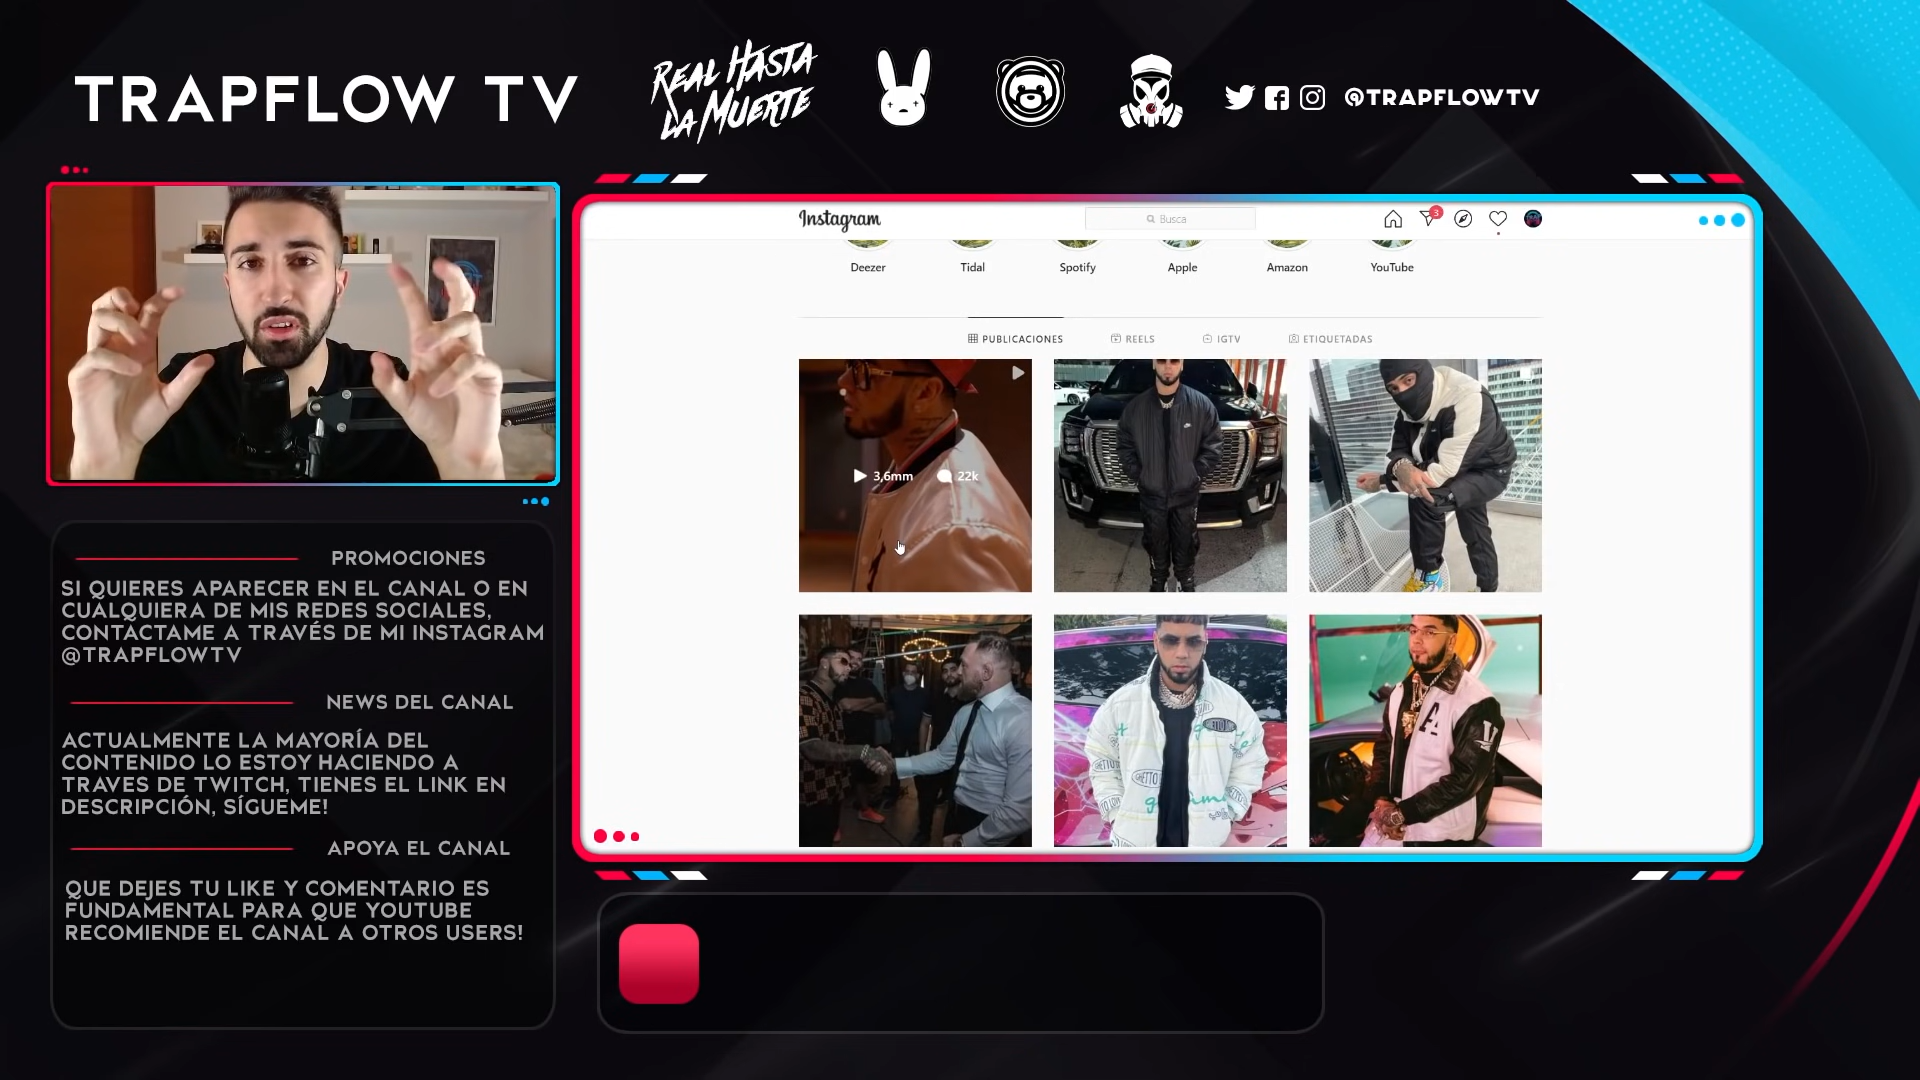 TRAPFLOW TV
REAL HASTA
LA MUERTE
@TRAPFLOWTV
Instagram
Busca
3
Deezer
Tidal
Spotify
Apple
Amazon
YouTube
PUBLICACIONES
REELS
IGTV
ETIQUETADAS
3,6mm
22k
PROMOCIONES
SI QUIERES APARECER EN EL CANAL O EN
CUALQUIERA DE MIS REDES SOCIALES,
CONTÁCTAME A TRAVÉS DE MI INSTAGRAM
@TRAPFLOWTV
NEWS DEL CANAL
ACTUALMENTE LA MAYORÍA DEL
CONTENIDO LO ESTOY HACIENDO A
TRAVES DE TWITCH, TIENES EL LINK EN
DESCRIPCIÓN, SÍGUEME!
APOYA EL CANAL
QUE DEJES TU LIKE Y COMENTARIO ES
FUNDAMENTAL PARA QUE YOUTUBE
RECOMIENDE EL CANAL A OTROS USERS!